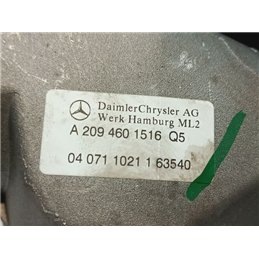 DaimlerChrysler AG
Werk Hamburg ML2
A 209 460 1516 Q5
04 071 1021 1 63540